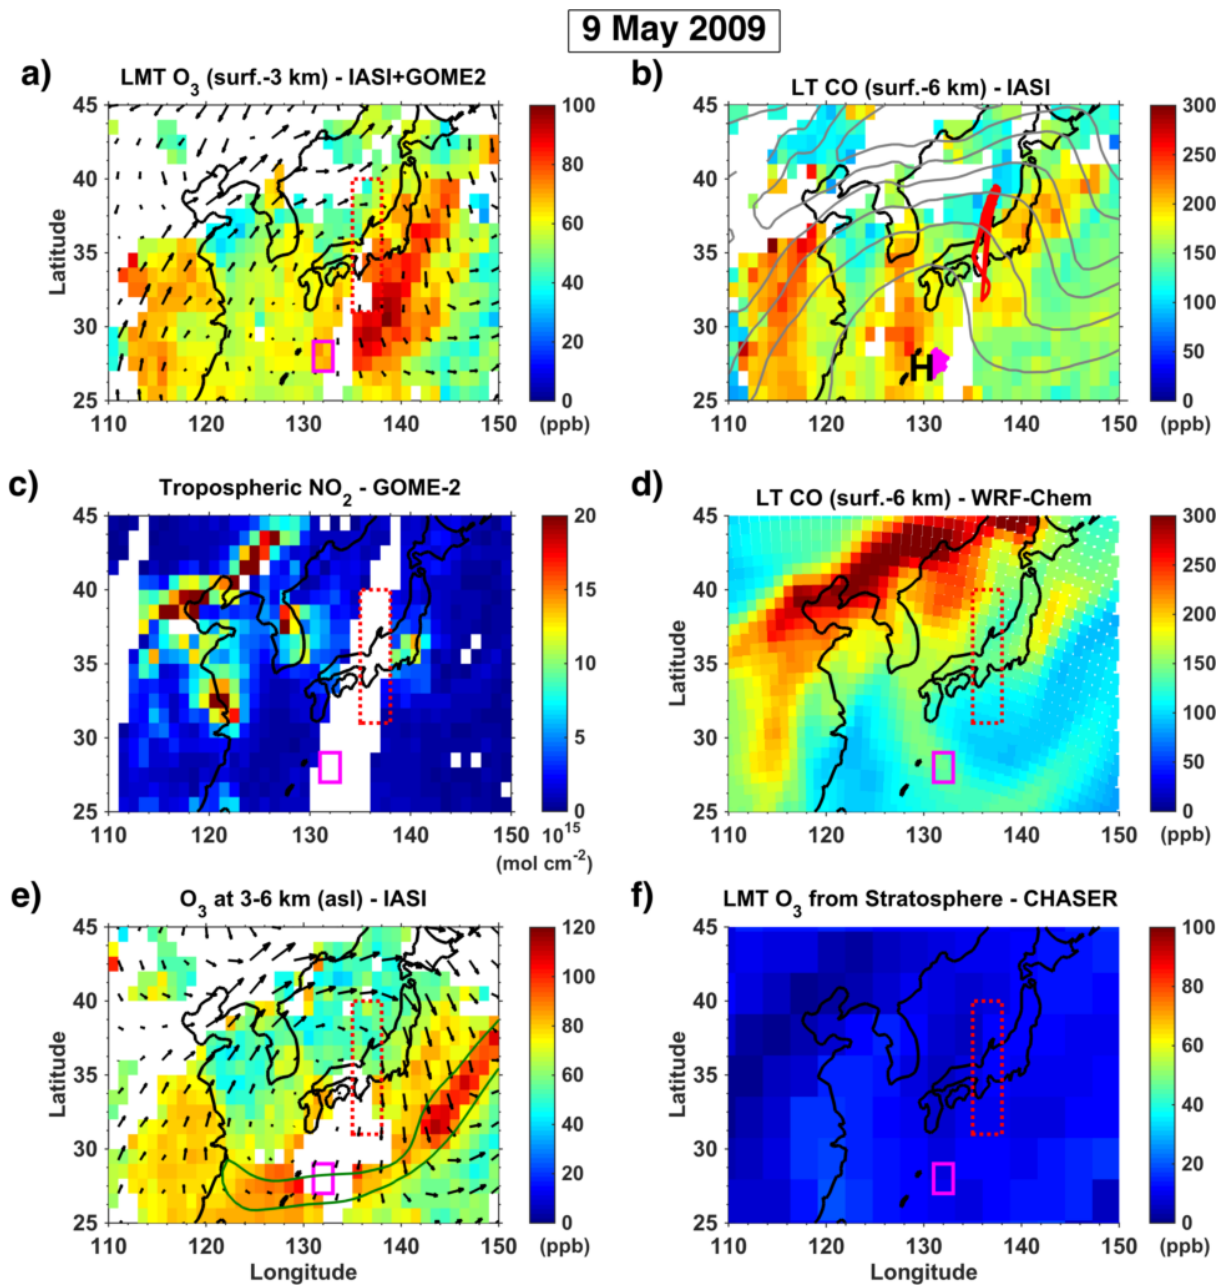 9 May 2009
a)
LMT O3 (surf.-3 km) - IASI+GOME2
45
40
35
30
25
Latitude
110 120 130 140 150
100
80
60
40
20
0
(ppb)
b)
LT CO (surf.-6 km) - IASI
45
40
35
30
25
Latitude
H
110 120 130 140 150
300
250
200
150
100
50
0
(ppb)
c)
Tropospheric NO2 - GOME-2
45
40
35
30
25
Latitude
110 120 130 140 150
20
15
10
5
0
10^15
(mol cm^-2)
d)
LT CO (surf.-6 km) - WRF-Chem
45
40
35
30
25
Latitude
110 120 130 140 150
300
250
200
150
100
50
0
(ppb)
e)
O3 at 3-6 km (asl) - IASI
45
40
35
30
25
Latitude
110 120 130 140 150
Longitude
120
100
80
60
40
20
0
(ppb)
f)
LMT O3 from Stratosphere - CHASER
45
40
35
30
25
Latitude
110 120 130 140 150
Longitude
100
80
60
40
20
0
(ppb)